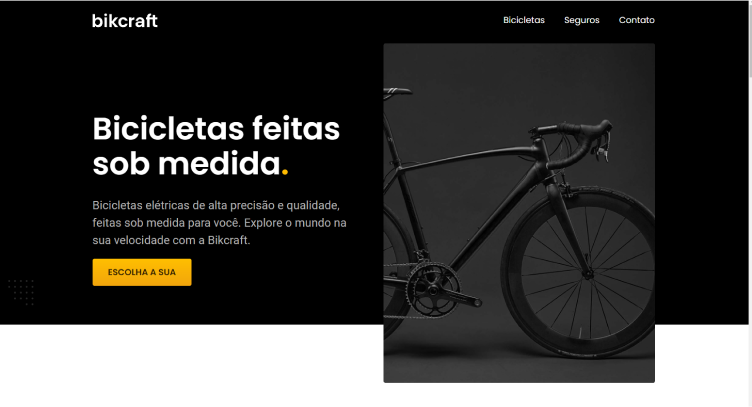 bikcraft
Bicicletas Seguros Contato
Bicicletas feitas
sob medida.
Bicicletas elétricas de alta precisão e qualidade,
feitas sob medida para você. Explore o mundo na
sua velocidade com a Bikcraft.
ESCOLHA A SUA